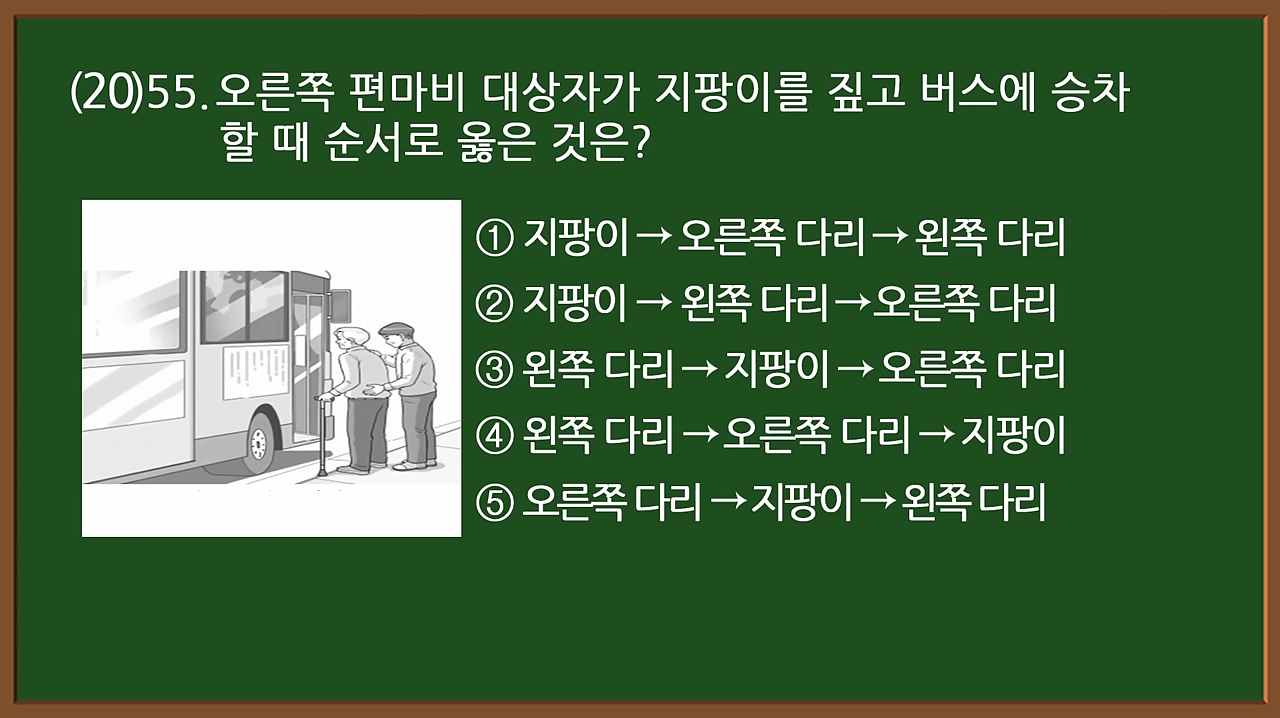 (20)55. 오른쪽 편마비 대상자가 지팡이를 짚고 버스에 승차
할 때 순서로 옳은 것은?
① 지팡이 → 오른쪽 다리 → 왼쪽 다리
② 지팡이 → 왼쪽 다리 → 오른쪽 다리
③ 왼쪽 다리 → 지팡이 → 오른쪽 다리
④ 왼쪽 다리 → 오른쪽 다리 → 지팡이
⑤ 오른쪽 다리 → 지팡이 → 왼쪽 다리